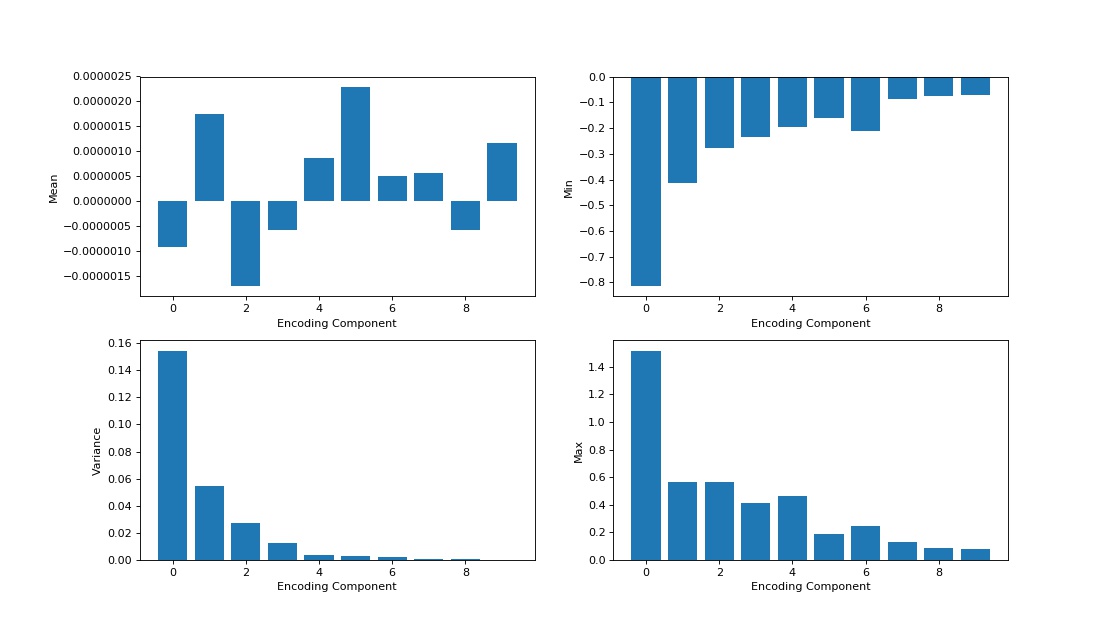 0.0000025
0.0000020
0.0000015
0.0000010
0.0000005
0.0000000
−0.0000005
−0.0000010
−0.0000015
Mean
0 2 4 6 8
Encoding Component
0.0
−0.1
−0.2
−0.3
−0.4
−0.5
−0.6
−0.7
−0.8
Min
0 2 4 6 8
Encoding Component
0.16
0.14
0.12
0.10
0.08
0.06
0.04
0.02
0.00
Variance
0 2 4 6 8
Encoding Component
1.4
1.2
1.0
0.8
0.6
0.4
0.2
0.0
Max
0 2 4 6 8
Encoding Component